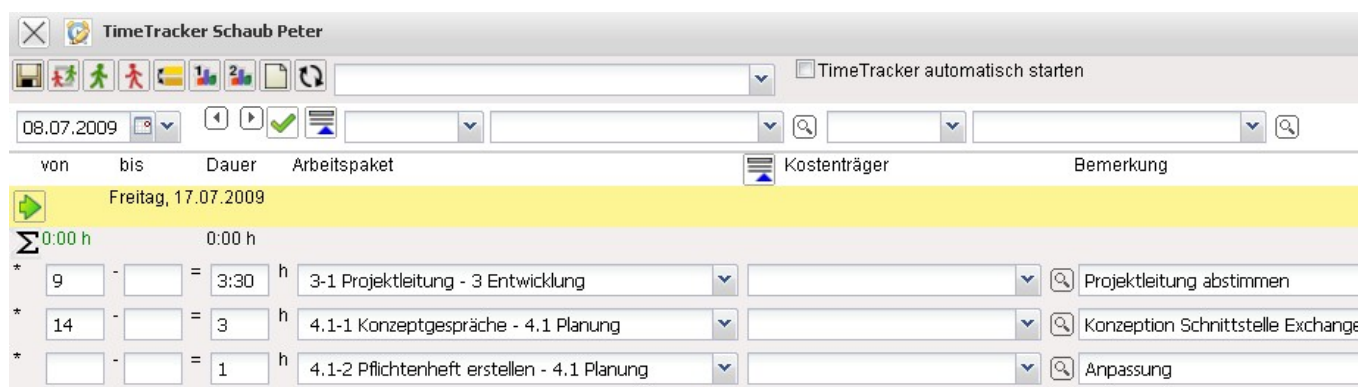 TimeTracker Schaub Peter
TimeTracker automatisch starten
08.07.2009
von bis Dauer Arbeitspaket Kostenträger Bemerkung
Freitag, 17.07.2009
Σ 0:00 h 0:00 h
* 9 - = 3:30 h 3-1 Projektleitung - 3 Entwicklung Projektleitung abstimmen
* 14 - = 3 h 4.1-1 Konzeptgespräche - 4.1 Planung Konzeption Schnittstelle Exchange
* - = 1 h 4.1-2 Pflichtenheft erstellen - 4.1 Planung Anpassung